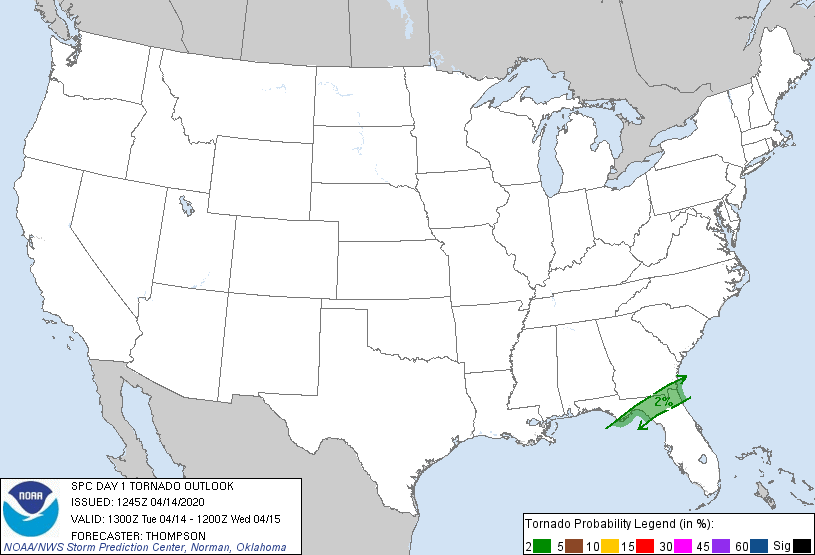 2%
NOAA
SPC DAY 1 TORNADO OUTLOOK
ISSUED: 1245Z 04/14/2020
VALID: 1300Z Tue 04/14 - 1200Z Wed 04/15
FORECASTER: THOMPSON
NOAA/NWS Storm Prediction Center, Norman, Oklahoma
Tornado Probability Legend (in %):
2 5 10 15 30 45 60 Sig